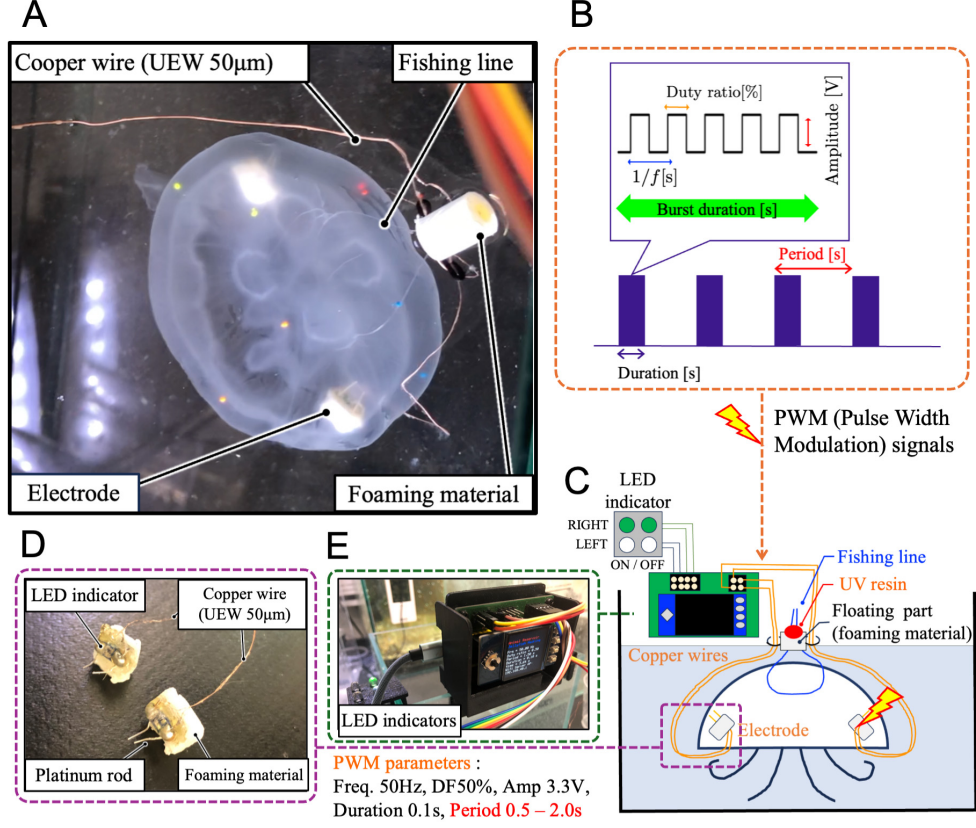 A
Cooper wire (UEW 50μm)
Fishing line
Electrode
Foaming material
B
Duty ratio[%]
Amplitude [V]
1/f[s]
Burst duration [s]
Period [s]
Duration [s]
PWM (Pulse Width
Modulation) signals
C
LED
indicator
RIGHT
LEFT
ON / OFF
Fishing line
UV resin
Floating part
(foaming material)
Copper wires
Electrode
D
LED indicator
Copper wire
(UEW 50μm)
Platinum rod
Foaming material
E
LED indicators
PWM parameters :
Freq. 50Hz, DF50%, Amp 3.3V,
Duration 0.1s, Period 0.5 – 2.0s